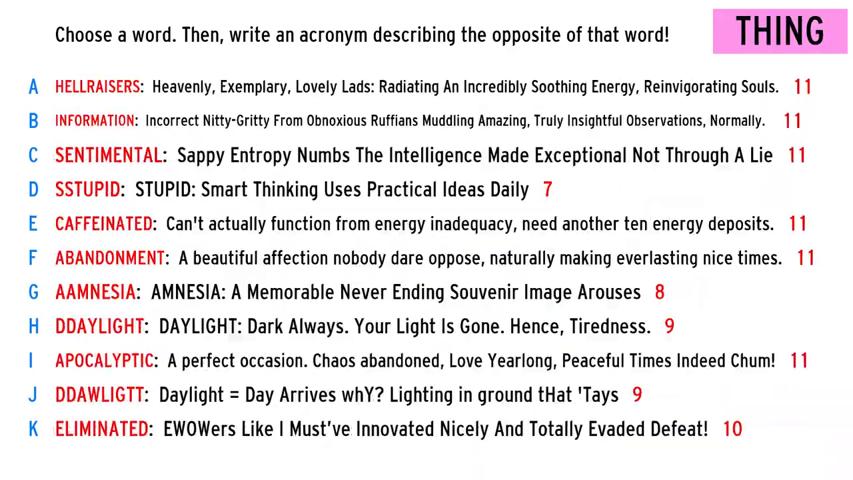 Choose a word. Then, write an acronym describing the opposite of that word! THING
A HELLRAISERS: Heavenly, Exemplary, Lovely Lads: Radiating An Incredibly Soothing Energy, Reinvigorating Souls. 11
B INFORMATION: Incorrect Nitty-Gritty From Obnoxious Ruffians Muddling Amazing, Truly Insightful Observations, Normally. 11
C SENTIMENTAL: Sappy Entropy Numbs The Intelligence Made Exceptional Not Through A Lie 11
D SSTUPID: STUPID: Smart Thinking Uses Practical Ideas Daily 7
E CAFFEINATED: Can't actually function from energy inadequacy, need another ten energy deposits. 11
F ABANDONMENT: A beautiful affection nobody dare oppose, naturally making everlasting nice times. 11
G AAMNESIA: AMNESIA: A Memorable Never Ending Souvenir Image Arouses 8
H DDAYLIGHT: DAYLIGHT: Dark Always. Your Light Is Gone. Hence, Tiredness. 9
I APOCALYPTIC: A perfect occasion. Chaos abandoned, Love Yearlong, Peaceful Times Indeed Chum! 11
J DDAWLIGTT: Daylight = Day Arrives whY? Lighting in ground tHat 'Tays 9
K ELIMINATED: EWOWers Like I Must've Innovated Nicely And Totally Evaded Defeat! 10